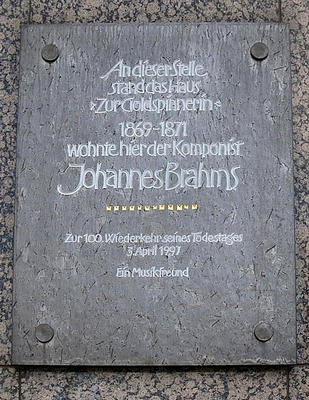 An dieser Stelle
stand das Haus
»Zur Goldspinnerin«
1869-1871
wohnte hier der Komponist
Johannes Brahms
Zur 100. Wiederkehr seines Todestages
3. April 1997
Ein Musikfreund